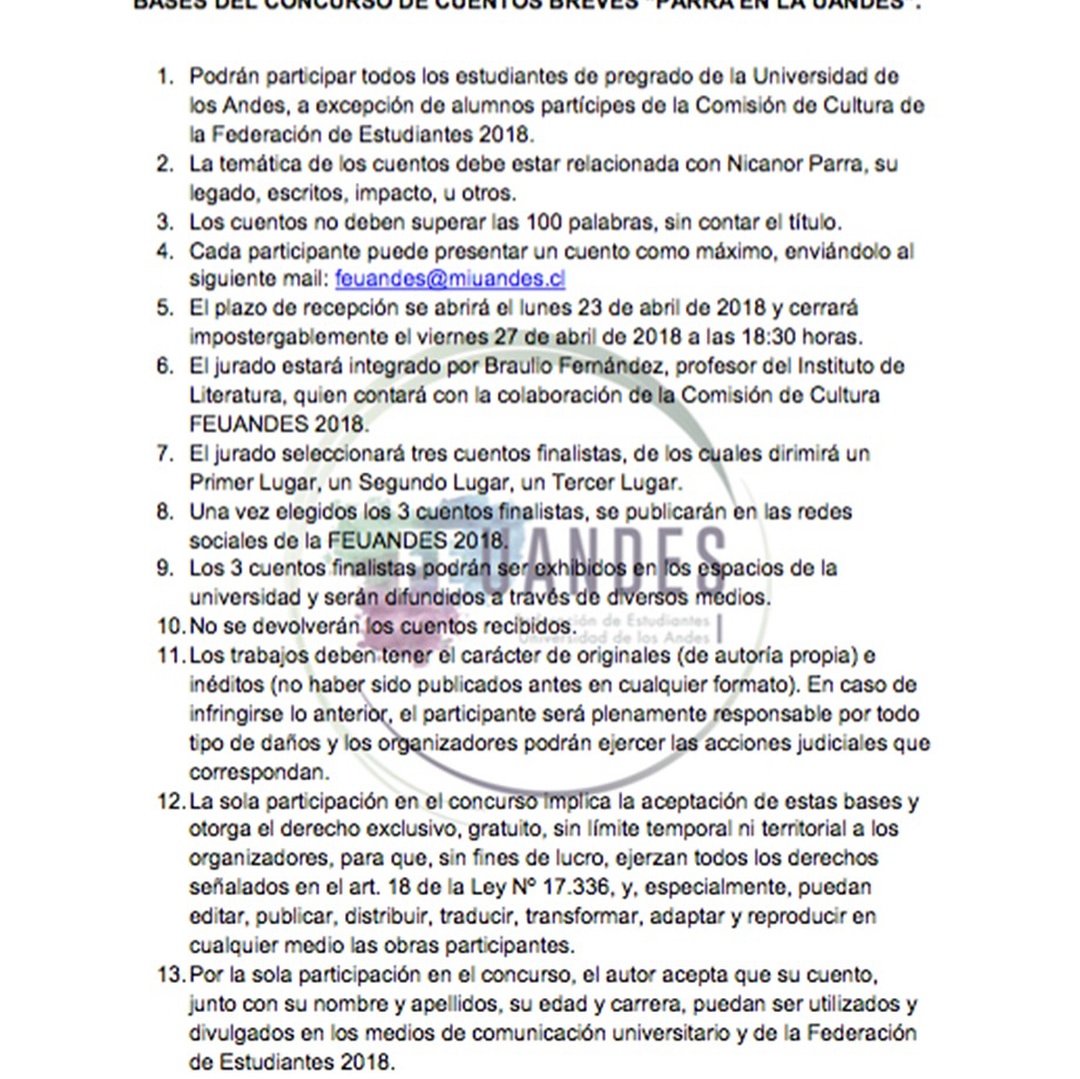 BASES DEL CONCURSO DE CUENTOS BREVES "PARRA EN LA UANDES".
1. Podrán participar todos los estudiantes de pregrado de la Universidad de
los Andes, a excepción de alumnos partícipes de la Comisión de Cultura de
la Federación de Estudiantes 2018.
2. La temática de los cuentos debe estar relacionada con Nicanor Parra, su
legado, escritos, impacto, u otros.
3. Los cuentos no deben superar las 100 palabras, sin contar el título.
4. Cada participante puede presentar un cuento como máximo, enviándolo al
siguiente mail: feuandes@miuandes.cl
5. El plazo de recepción se abrirá el lunes 23 de abril de 2018 y cerrará
impostergablemente el viernes 27 de abril de 2018 a las 18:30 horas.
6. El jurado estará integrado por Braulio Fernández, profesor del Instituto de
Literatura, quien contará con la colaboración de la Comisión de Cultura
FEUANDES 2018.
7. El jurado seleccionará tres cuentos finalistas, de los cuales dirimirá un
Primer Lugar, un Segundo Lugar, un Tercer Lugar.
8. Una vez elegidos los 3 cuentos finalistas, se publicarán en las redes
sociales de la FEUANDES 2018.
FEUANDES
9. Los 3 cuentos finalistas podrán ser exhibidos en los espacios de la
universidad y serán difundidos a través de diversos medios.
Federación de Estudiantes
Universidad de los Andes
10. No se devolverán los cuentos recibidos.
11. Los trabajos deben tener el carácter de originales (de autoría propia) e
inéditos (no haber sido publicados antes en cualquier formato). En caso de
infringirse lo anterior, el participante será plenamente responsable por todo
tipo de daños y los organizadores podrán ejercer las acciones judiciales que
correspondan.
12. La sola participación en el concurso implica la aceptación de estas bases y
otorga el derecho exclusivo, gratuito, sin límite temporal ni territorial a los
organizadores, para que, sin fines de lucro, ejerzan todos los derechos
señalados en el art. 18 de la Ley Nº 17.336, y, especialmente, puedan
editar, publicar, distribuir, traducir, transformar, adaptar y reproducir en
cualquier medio las obras participantes.
13. Por la sola participación en el concurso, el autor acepta que su cuento,
junto con su nombre y apellidos, su edad y carrera, puedan ser utilizados y
divulgados en los medios de comunicación universitario y de la Federación
de Estudiantes 2018.